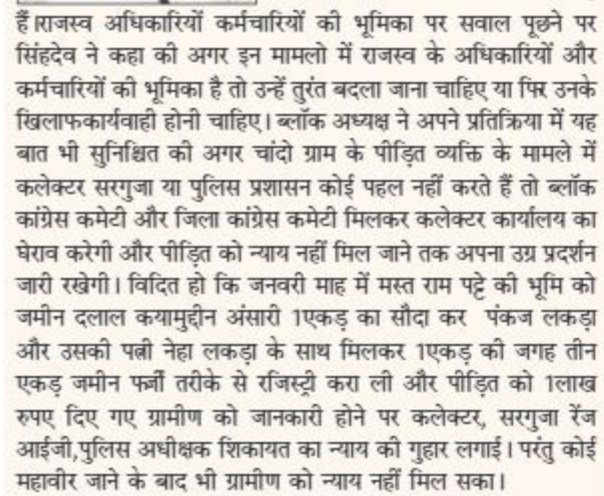 हैं।राजस्व अधिकारियों कर्मचारियों की भूमिका पर सवाल पूछने पर
सिंहदेव ने कहा की अगर इन मामलो में राजस्व के अधिकारियों और
कर्मचारियों की भूमिका है तो उन्हें तुरंत बदला जाना चाहिए या फिर उनके
खिलाफकार्यवाही होनी चाहिए। ब्लॉक अध्यक्ष ने अपने प्रतिक्रिया में यह
बात भी सुनिश्चित की अगर चांदो ग्राम के पीड़ित व्यक्ति के मामले में
कलेक्टर सरगुजा या पुलिस प्रशासन कोई पहल नहीं करते हैं तो ब्लॉक
कांग्रेस कमेटी और जिला कांग्रेस कमेटी मिलकर कलेक्टर कार्यालय का
घेराव करेगी और पीड़ित को न्याय नहीं मिल जाने तक अपना उग्र प्रदर्शन
जारी रखेगी। विदित हो कि जनवरी माह में मस्त राम पट्टे की भूमि को
जमीन दलाल कयामुद्दीन अंसारी 1एकड़ का सौदा कर पंकज लकड़ा
और उसकी पत्नी नेहा लकड़ा के साथ मिलकर 1एकड़ की जगह तीन
एकड़ जमीन फर्जी तरीके से रजिस्ट्री करा ली और पीड़ित को 1लाख
रुपए दिए गए ग्रामीण को जानकारी होने पर कलेक्टर, सरगुजा रेंज
आईजी,पुलिस अधीक्षक शिकायत का न्याय की गुहार लगाई। परंतु कोई
महावीर जाने के बाद भी ग्रामीण को न्याय नहीं मिल सका।